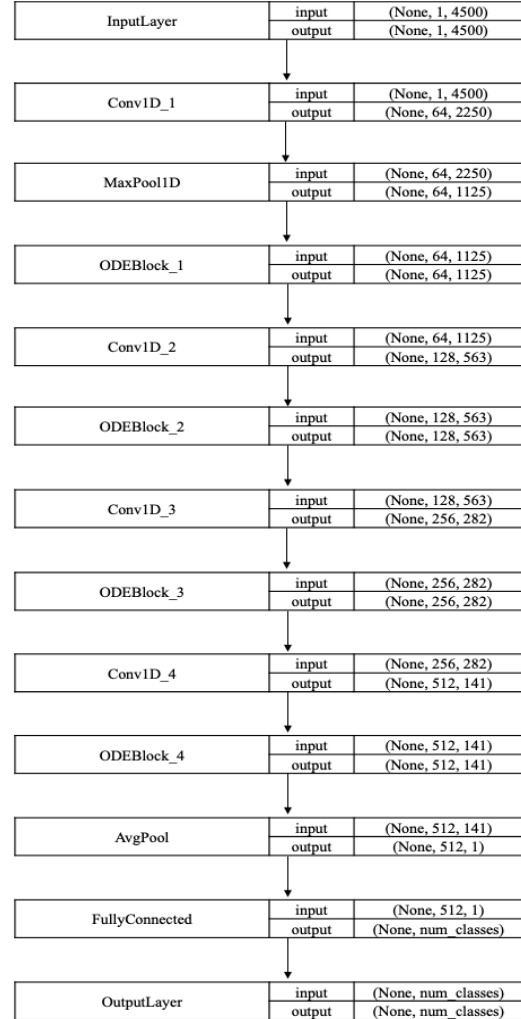 InputLayer input (None, 1, 4500)
output (None, 1, 4500)
Conv1D_1 input (None, 1, 4500)
output (None, 64, 2250)
MaxPool1D input (None, 64, 2250)
output (None, 64, 1125)
ODEBlock_1 input (None, 64, 1125)
output (None, 64, 1125)
Conv1D_2 input (None, 64, 1125)
output (None, 128, 563)
ODEBlock_2 input (None, 128, 563)
output (None, 128, 563)
Conv1D_3 input (None, 128, 563)
output (None, 256, 282)
ODEBlock_3 input (None, 256, 282)
output (None, 256, 282)
Conv1D_4 input (None, 256, 282)
output (None, 512, 141)
ODEBlock_4 input (None, 512, 141)
output (None, 512, 141)
AvgPool input (None, 512, 141)
output (None, 512, 1)
FullyConnected input (None, 512, 1)
output (None, num_classes)
OutputLayer input (None, num_classes)
output (None, num_classes)